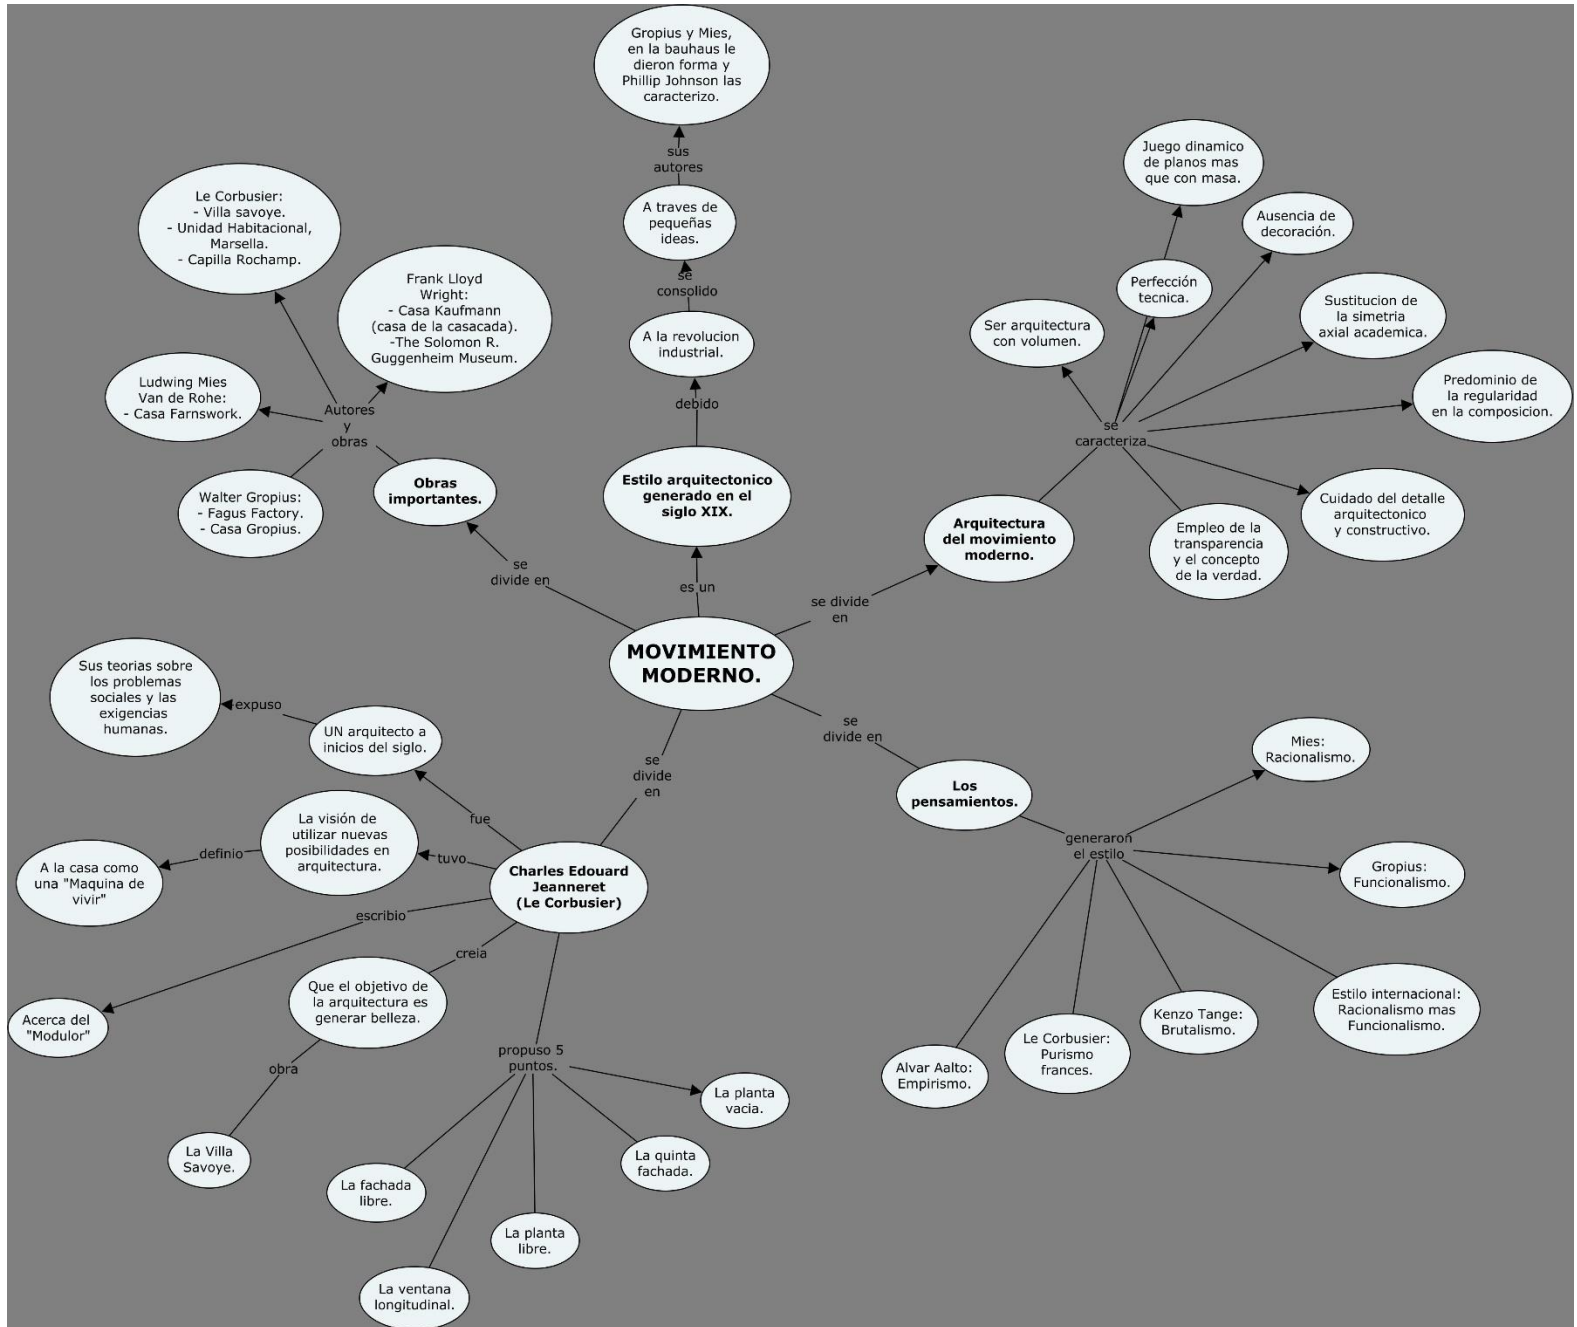 Gropius y Mies,
en la bauhaus le
dieron forma y
Phillip Johnson las
caracterizo.
sus
autores
A traves de
pequeñas
ideas.
se
consolido
A la revolucion
industrial.
debido
Estilo arquitectonico
generado en el
siglo XIX.
es un
MOVIMIENTO
MODERNO.
Le Corbusier:
- Villa savoye.
- Unidad Habitacional,
Marsella.
- Capilla Rochamp.
Frank Lloyd
Wright:
- Casa Kaufmann
(casa de la casacada).
-The Solomon R.
Guggenheim Museum.
Ludwing Mies
Van de Rohe:
- Casa Farnswork.
Autores
y
obras
Walter Gropius:
- Fagus Factory.
- Casa Gropius.
Obras
importantes.
se
divide en
Juego dinamico
de planos mas
que con masa.
Ausencia de
decoración.
Perfección
tecnica.
Ser arquitectura
con volumen.
Sustitucion de
la simetria
axial academica.
Predominio de
la regularidad
en la composicion.
se
caracteriza
Cuidado del detalle
arquitectonico
y constructivo.
Empleo de la
transparencia
y el concepto
de la verdad.
Arquitectura
del movimiento
moderno.
se divide
en
Sus teorias sobre
los problemas
sociales y las
exigencias
humanas.
expuso
UN arquitecto a
inicios del siglo.
fue
La visión de
utilizar nuevas
posibilidades en
arquitectura.
tuvo
definio
A la casa como
una "Maquina de
vivir"
se
divide
en
Charles Edouard
Jeanneret
(Le Corbusier)
escribio
Acerca del
"Modulor"
creia
Que el objetivo de
la arquitectura es
generar belleza.
obra
La Villa
Savoye.
propuso 5
puntos.
La planta
vacia.
La quinta
fachada.
La fachada
libre.
La planta
libre.
La ventana
longitudinal.
se
divide en
Los
pensamientos.
generaron
el estilo
Mies:
Racionalismo.
Gropius:
Funcionalismo.
Estilo internacional:
Racionalismo mas
Funcionalismo.
Kenzo Tange:
Brutalismo.
Le Corbusier:
Purismo
frances.
Alvar Aalto:
Empirismo.